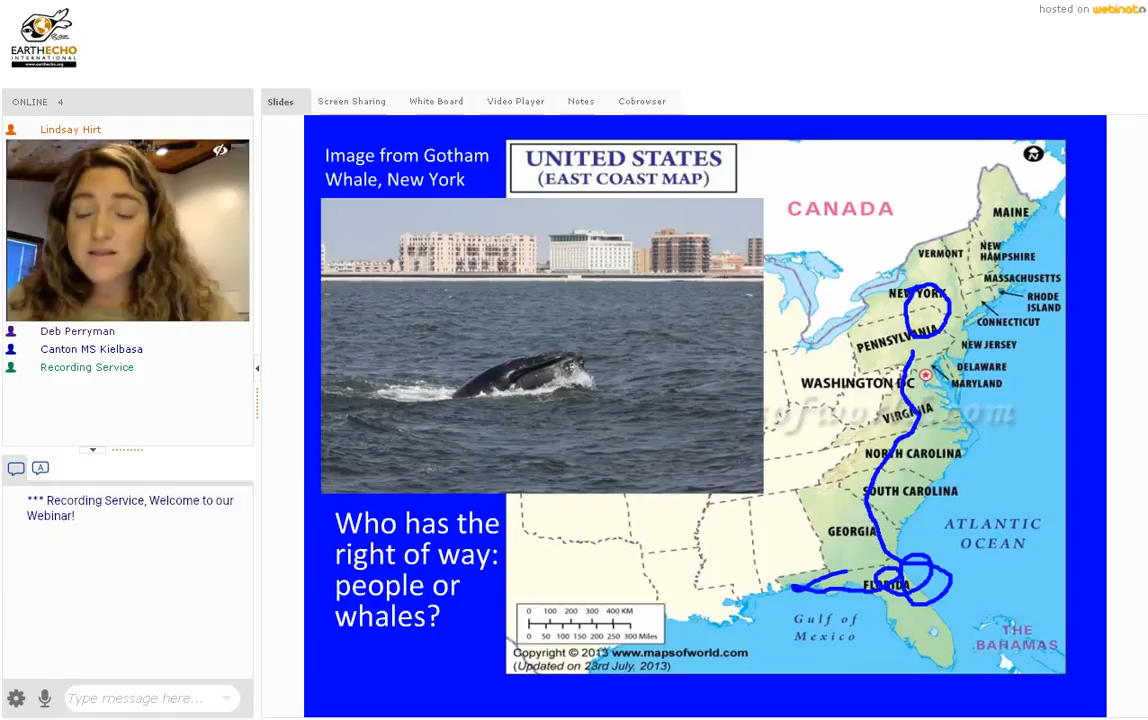 hosted on webinato
EARTHECHO
INTERNATIONAL
www.earthecho.org
ONLINE 4
Lindsay Hirt
Deb Perryman
Canton MS Kielbasa
Recording Service
*** Recording Service, Welcome to our
Webinar!
Type message here...
Slides
Screen Sharing
White Board
Video Player
Notes
Cobrowser
Image from Gotham
Whale, New York
Who has the
right of way:
people or
whales?
UNITED STATES
(EAST COAST MAP)
N
CANADA
MAINE
VERMONT
NEW
HAMPSHIRE
MASSACHUSETTS
NEW YORK
RHODE
ISLAND
CONNECTICUT
PENNSYLVANIA
NEW JERSEY
DELAWARE
WASHINGTON DC
MARYLAND
VIRGINIA
NORTH CAROLINA
SOUTH CAROLINA
GEORGIA
ATLANTIC
OCEAN
FLORIDA
Gulf of
Mexico
THE
BAHAMAS
0 100 200 300 400 KM
0 50 100 150 200 250 300 Miles
Copyright © 2013 www.mapsofworld.com
(Updated on 23rd July, 2013)